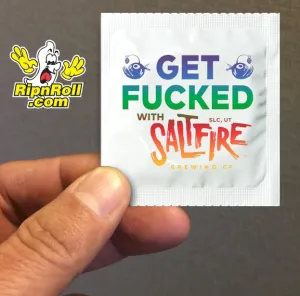 RipnRoll
.com
GET
FUCKED
WITH
SLC, UT
SALTFIRE
BREWING CO.